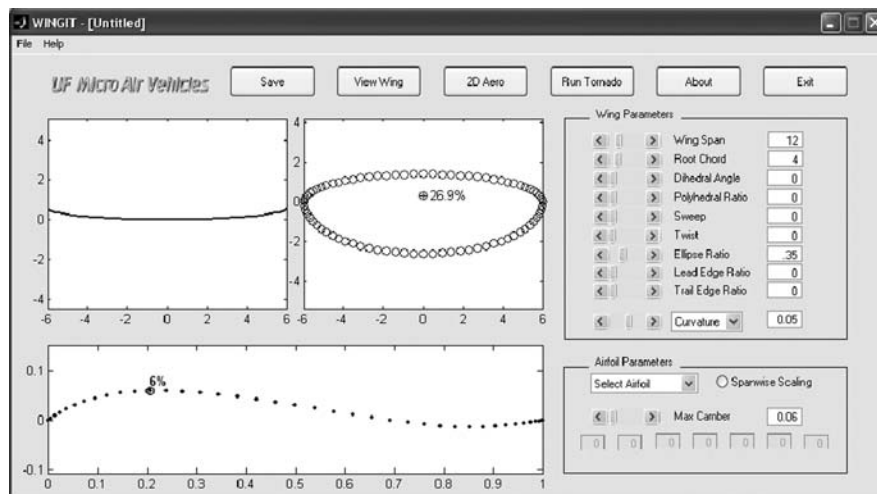 WINGIT - [Untitled]
File Help
UF Micro Air Vehicles
Save
View Wing
2D Aero
Run Tornado
About
Exit
4
2
0
-2
-4
-6 -4 -2 0 2 4 6
4
2
0
-2
-4
26.9%
-6 -4 -2 0 2 4 6
Wing Parameters
Wing Span 12
Root Chord 4
Dihedral Angle 0
Polyhedral Ratio 0
Sweep 0
Twist 0
Ellipse Ratio .35
Lead Edge Ratio 0
Trail Edge Ratio 0
Curvature 0.05
0.1
0
-0.1
6%
0 0.1 0.2 0.3 0.4 0.5 0.6 0.7 0.8 0.9 1
Airfoil Parameters
Select Airfoil Spanwise Scaling
Max Camber 0.06
0 0 0 0 0 0 0